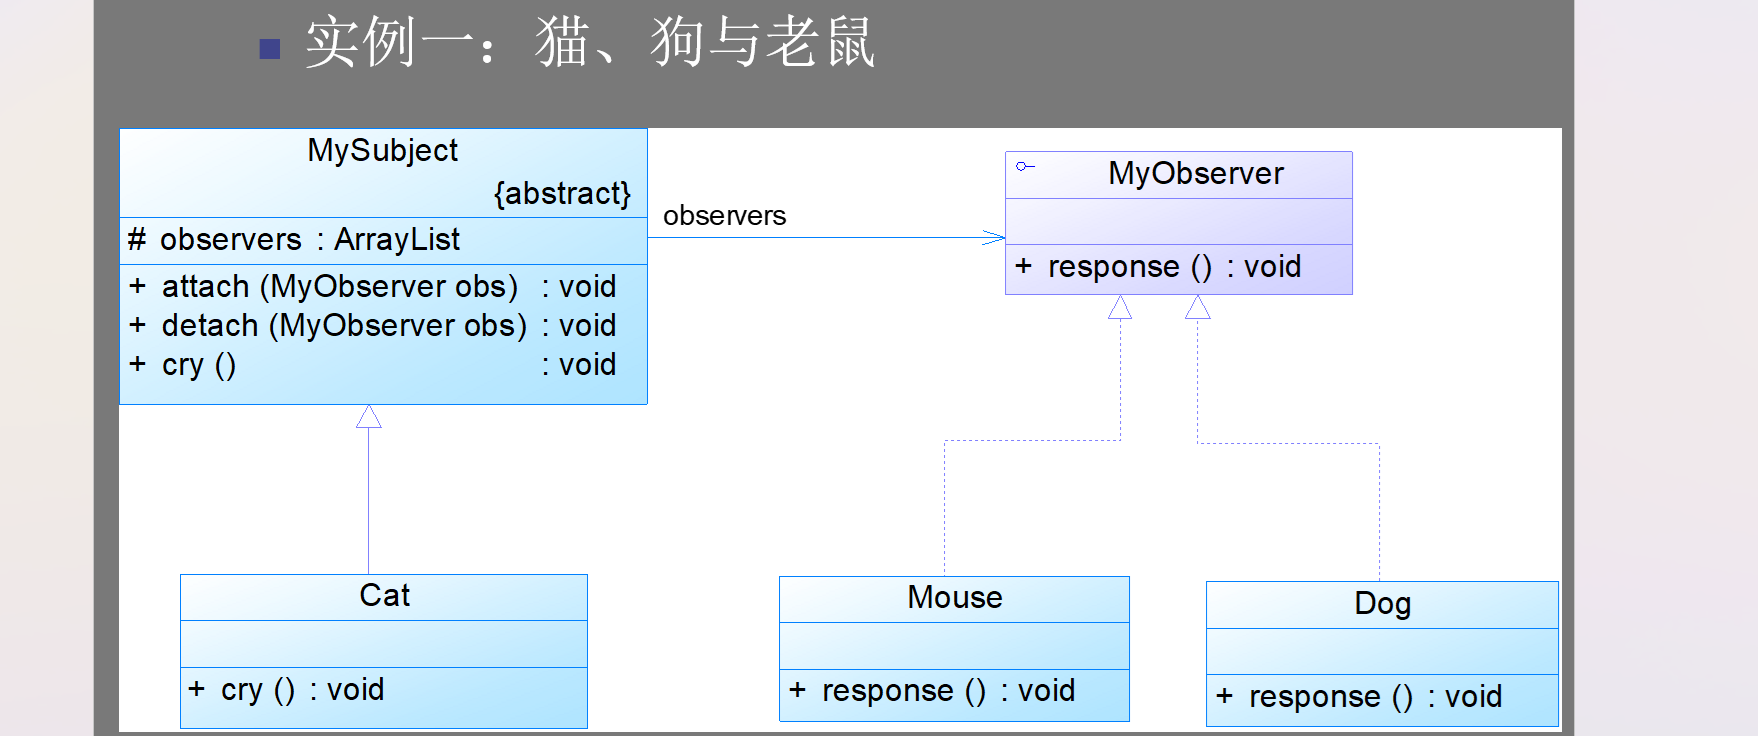 实例一：猫、狗与老鼠
MySubject
{abstract}
# observers : ArrayList
+ attach (MyObserver obs) : void
+ detach (MyObserver obs) : void
+ cry () : void
observers
MyObserver
+ response () : void
Cat
+ cry () : void
Mouse
+ response () : void
Dog
+ response () : void